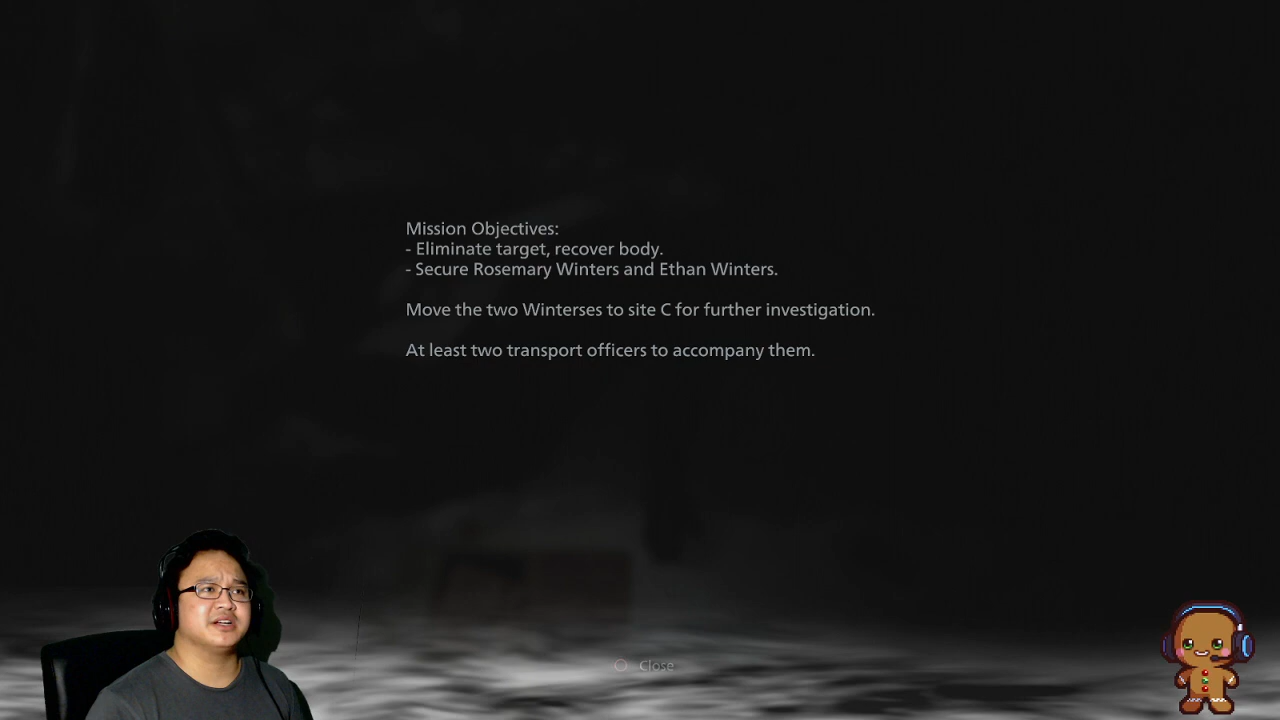 Mission Objectives:
- Eliminate target, recover body.
- Secure Rosemary Winters and Ethan Winters.
Move the two Winterses to site C for further investigation.
At least two transport officers to accompany them.
Close